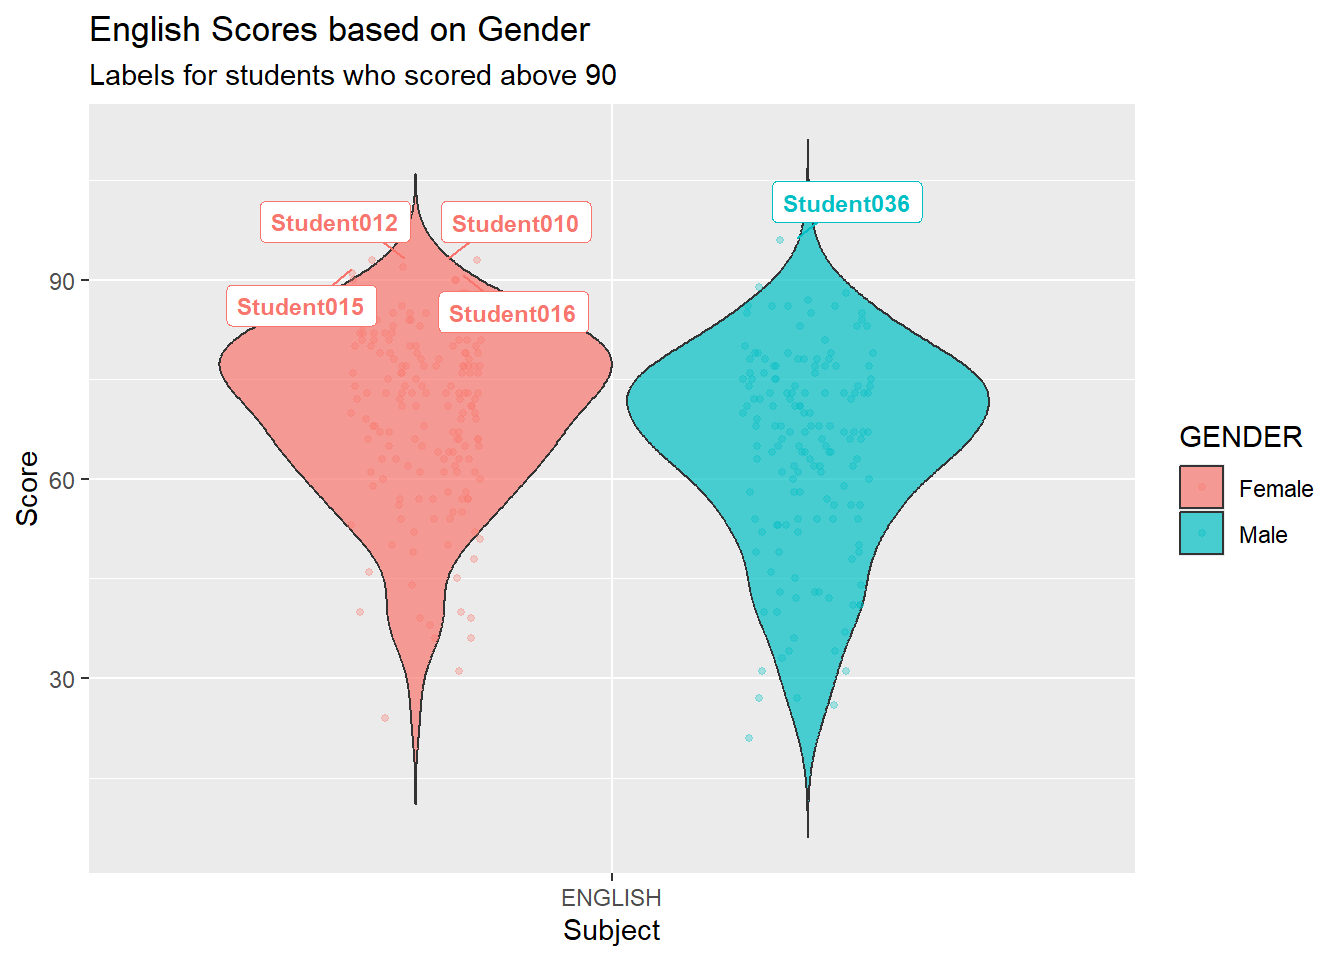 English Scores based on Gender
Labels for students who scored above 90
Student036
Student012
Student010
Student015
Student016
90
60
30
Score
ENGLISH
Subject
GENDER
Female
Male